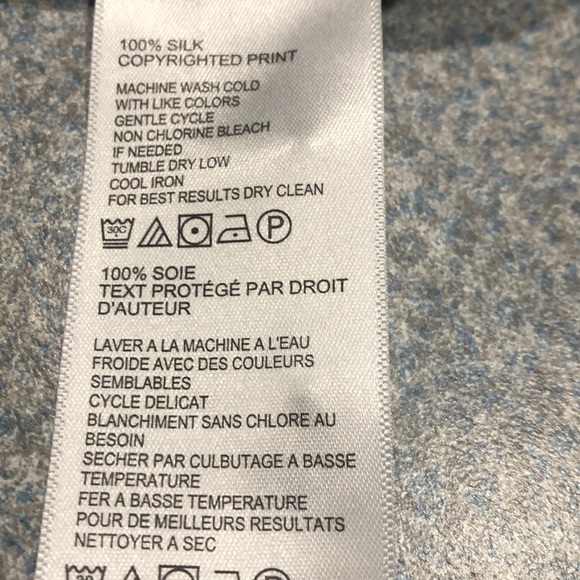 100% SILK
COPYRIGHTED PRINT
MACHINE WASH COLD
WITH LIKE COLORS
GENTLE CYCLE
NON CHLORINE BLEACH
IF NEEDED
TUMBLE DRY LOW
COOL IRON
FOR BEST RESULTS DRY CLEAN
30C P
100% SOIE
TEXT PROTÉGÉ PAR DROIT
D'AUTEUR
LAVER A LA MACHINE A L'EAU
FROIDE AVEC DES COULEURS
SEMBLABLES
CYCLE DELICAT
BLANCHIMENT SANS CHLORE AU
BESOIN
SECHER PAR CULBUTAGE A BASSE
TEMPERATURE
FER A BASSE TEMPERATURE
POUR DE MEILLEURS RESULTATS
NETTOYER A SEC